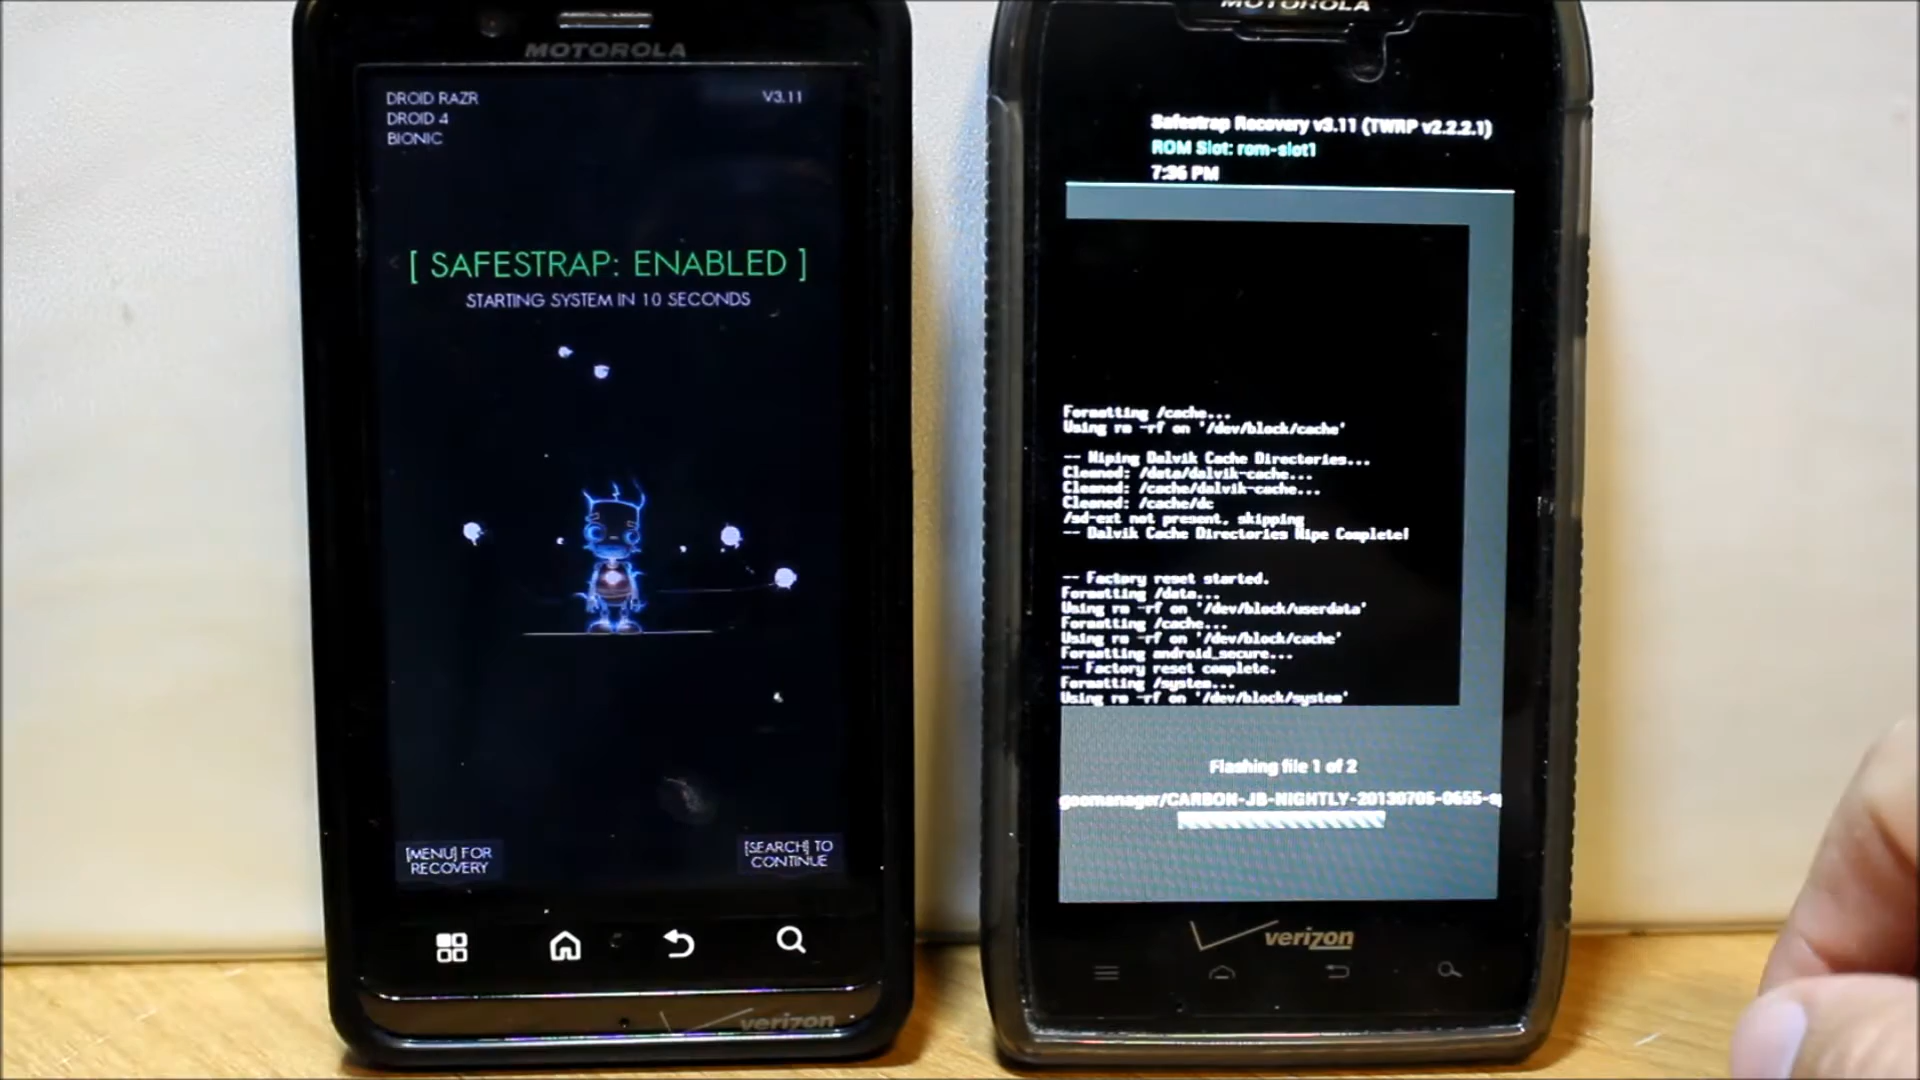 MOTOROLA
DROID RAZR
V3.11
DROID 4
BIONIC
[ SAFESTRAP: ENABLED ]
STARTING SYSTEM IN 10 SECONDS
[MENU] FOR
RECOVERY
[SEARCH] TO
CONTINUE
verizon
MOTOROLA
Safestrap Recovery v3.11 (TWRP v2.2.2.1)
ROM Slot: rom-slot1
7:36 PM
Formatting /cache...
Using rm -rf on '/dev/block/cache'
-- Wiping Dalvik Cache Directories...
Cleaned: /data/dalvik-cache...
Cleaned: /cache/dalvik-cache...
Cleaned: /cache/dc
/sd-ext not present, skipping
-- Dalvik Cache Directories Wipe Complete!
-- Factory reset started.
Formatting /data...
Using rm -rf on '/dev/block/userdata'
Formatting /cache...
Using rm -rf on '/dev/block/cache'
Formatting android_secure...
-- Factory reset complete.
Formatting /system...
Using rm -rf on '/dev/block/system'
Flashing file 1 of 2
goomanager/CARBON-JB-NIGHTLY-20130705-0655-s
verizon